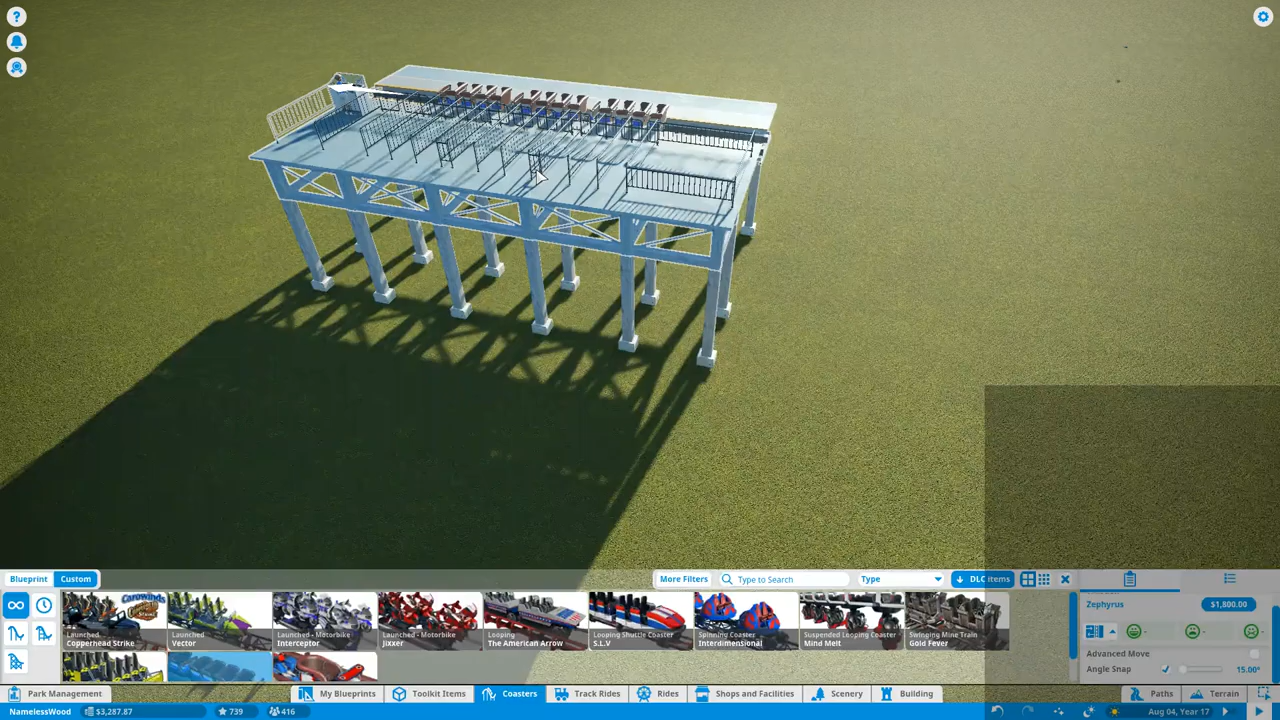 ?
Blueprint
Custom
More Filters
Type to Search
Type
DLC items
Carowinds
Launched
Copperhead Strike
Launched
Vector
Launched - Motorbike
Interceptor
Launched - Motorbike
Jixxer
Looping
The American Arrow
Looping Shuttle Coaster
S.L.V
Spinning Coaster
Interdimensional
Suspended Looping Coaster
Mind Melt
Swinging Mine Train
Gold Fever
Zephyrus
$1,800.00
Advanced Move
Angle Snap
15.00°
Park Management
My Blueprints
Toolkit Items
Coasters
Track Rides
Rides
Shops and Facilities
Scenery
Building
Paths
Terrain
NamelessWood
$3,287.87
739
416
Aug 04, Year 17